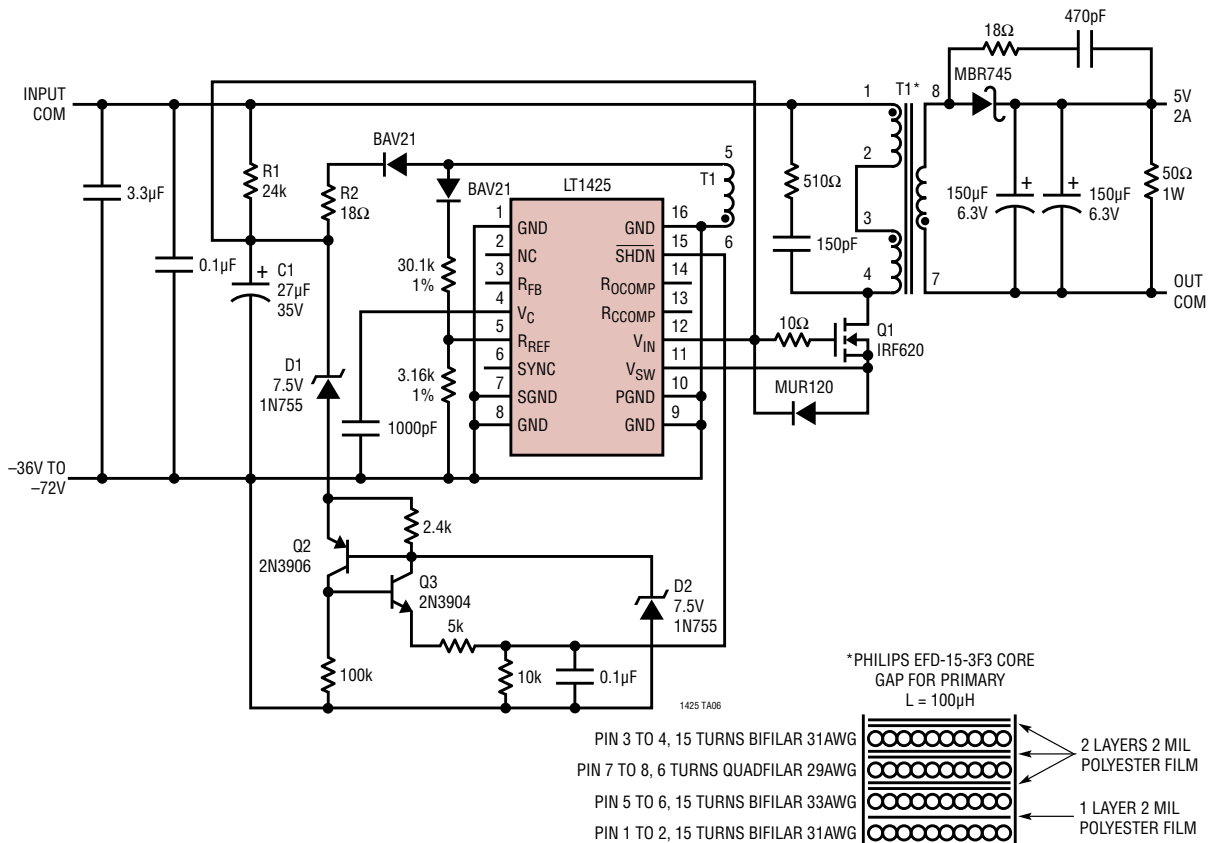 18Ω
470pF
MBR745
INPUT
COM
1
T1*
8
5V
2A
R1
24k
BAV21
R2
18Ω
BAV21
LT1425
5
T1
6
2
3
4
7
510Ω
150pF
150µF
6.3V
+
+
150µF
6.3V
50Ω
1W
OUT
COM
3.3µF
0.1µF
+
C1
27µF
35V
30.1k
1%
3.16k
1%
1
GND
2
NC
3
RFB
4
VC
5
RREF
6
SYNC
7
SGND
8
GND
16
GND
15
SHDN
14
ROCOMP
13
RCCOMP
12
VIN
11
VSW
10
PGND
9
GND
10Ω
Q1
IRF620
MUR120
D1
7.5V
1N755
1000pF
–36V TO
–72V
2.4k
Q2
2N3906
Q3
2N3904
D2
7.5V
1N755
5k
100k
10k
0.1µF
1425 TA06
*PHILIPS EFD-15-3F3 CORE
GAP FOR PRIMARY
L = 100µH
PIN 3 TO 4, 15 TURNS BIFILAR 31AWG
PIN 7 TO 8, 6 TURNS QUADFILAR 29AWG
PIN 5 TO 6, 15 TURNS BIFILAR 33AWG
PIN 1 TO 2, 15 TURNS BIFILAR 31AWG
2 LAYERS 2 MIL
POLYESTER FILM
1 LAYER 2 MIL
POLYESTER FILM